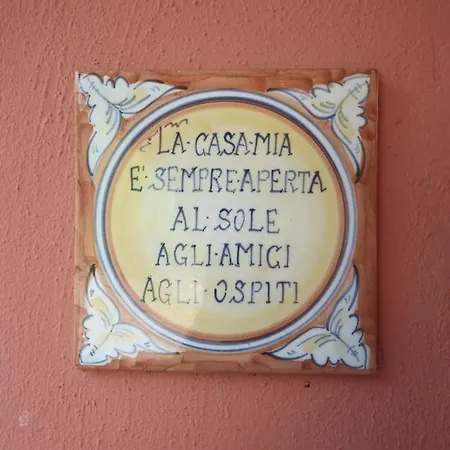 LA·CASA·MIA
E'·SEMPRE·APERTA
AL·SOLE
AGLI·AMICI
AGLI·OSPITI